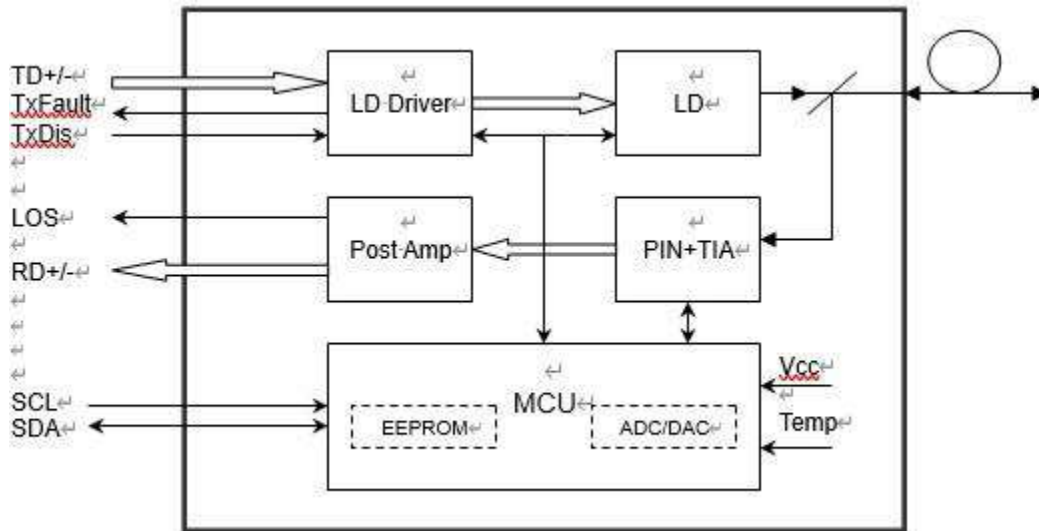 TD+/-
TxFault
TxDis
LOS
RD+/-
SCL
SDA
LD Driver
LD
Post Amp
PIN+TIA
MCU
EEPROM
ADC/DAC
Vcc
Temp